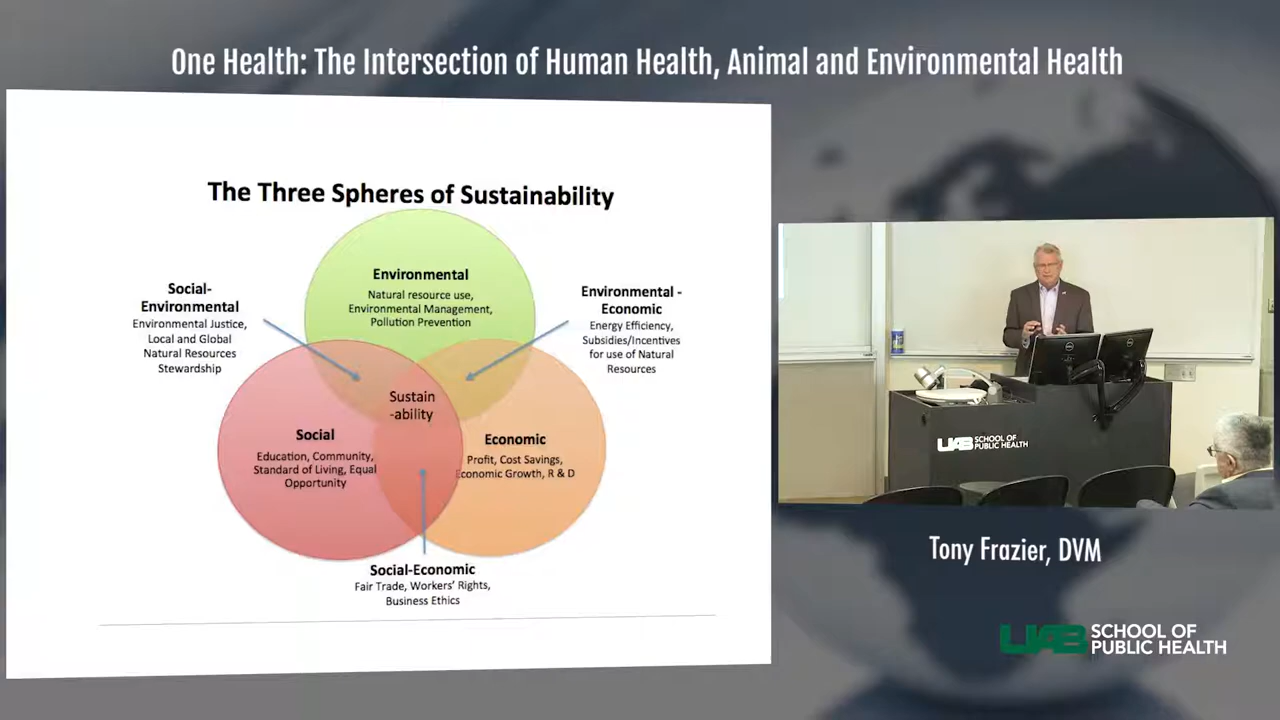 One Health: The Intersection of Human Health, Animal and Environmental Health
The Three Spheres of Sustainability
Environmental
Natural resource use,
Environmental Management,
Pollution Prevention
Social-
Environmental
Environmental Justice,
Local and Global
Natural Resources
Stewardship
Environmental -
Economic
Energy Efficiency,
Subsidies/Incentives
for use of Natural
Resources
Sustain
-ability
Social
Education, Community,
Standard of Living, Equal
Opportunity
Economic
Profit, Cost Savings,
Economic Growth, R & D
Social-Economic
Fair Trade, Workers' Rights,
Business Ethics
UAB SCHOOL OF
PUBLIC HEALTH
Tony Frazier, DVM
UAB SCHOOL OF
PUBLIC HEALTH